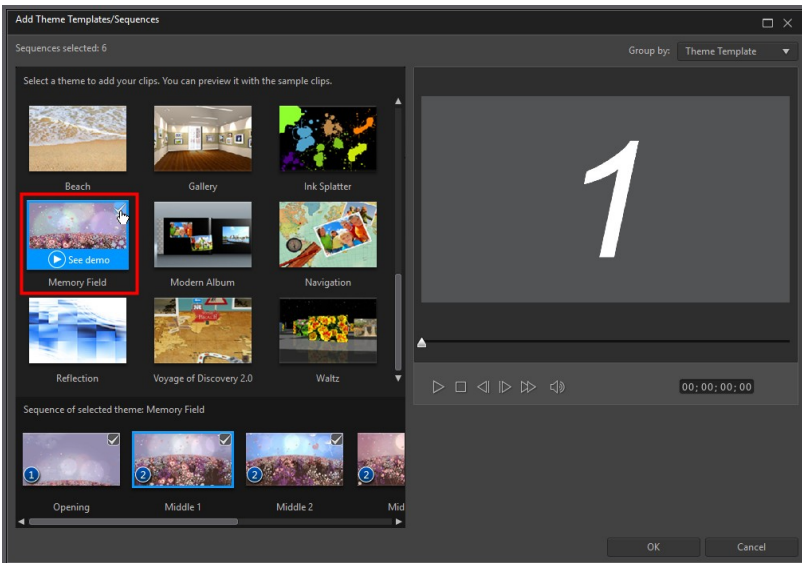 Add Theme Templates/Sequences
Sequences selected: 6
Group by: Theme Template
Select a theme to add your clips. You can preview it with the sample clips.
Beach Gallery Ink Splatter
See demo
Memory Field Modern Album Navigation
Reflection Voyage of Discovery 2.0 Waltz
1
00; 00; 00; 00
Sequence of selected theme: Memory Field
1 2 2 2
Opening Middle 1 Middle 2 Mid
OK Cancel